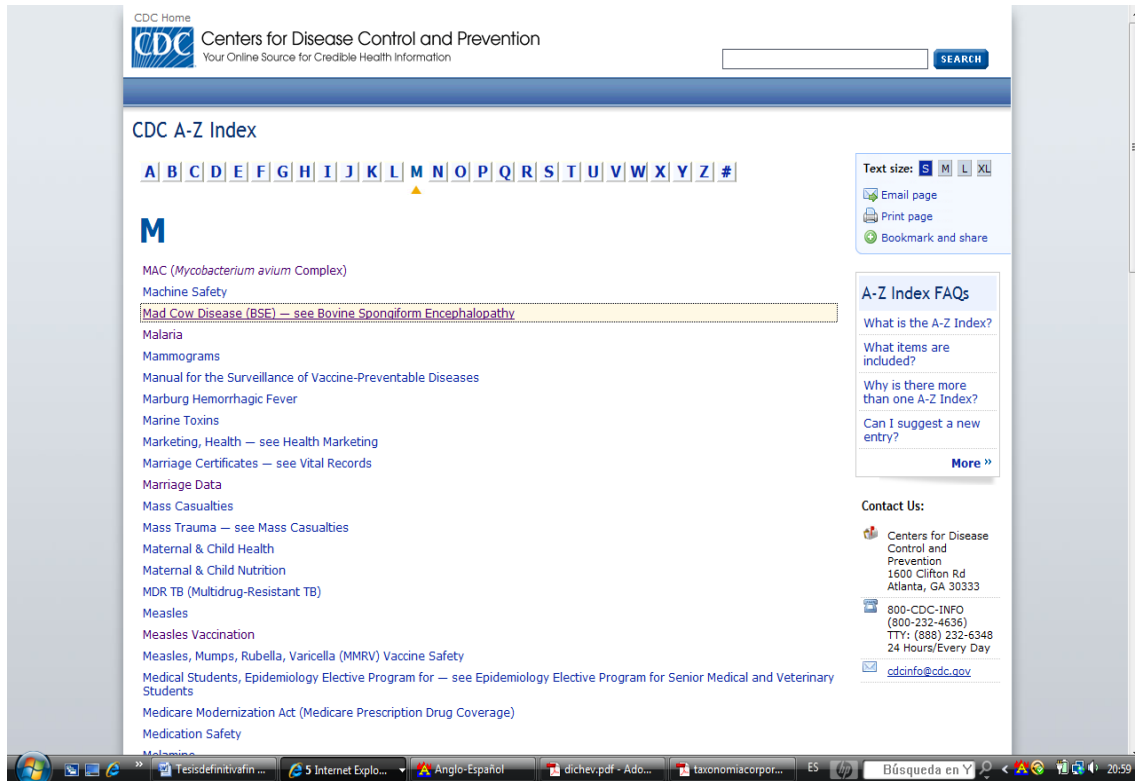 CDC Home
CDC
Centers for Disease Control and Prevention
Your Online Source for Credible Health Information
SEARCH
CDC A-Z Index
A B C D E F G H I J K L M N O P Q R S T U V W X Y Z #
M
MAC (Mycobacterium avium Complex)
Machine Safety
Mad Cow Disease (BSE) — see Bovine Spongiform Encephalopathy
Malaria
Mammograms
Manual for the Surveillance of Vaccine-Preventable Diseases
Marburg Hemorrhagic Fever
Marine Toxins
Marketing, Health — see Health Marketing
Marriage Certificates — see Vital Records
Marriage Data
Mass Casualties
Mass Trauma — see Mass Casualties
Maternal & Child Health
Maternal & Child Nutrition
MDR TB (Multidrug-Resistant TB)
Measles
Measles Vaccination
Measles, Mumps, Rubella, Varicella (MMRV) Vaccine Safety
Medical Students, Epidemiology Elective Program for — see Epidemiology Elective Program for Senior Medical and Veterinary
Students
Medicare Modernization Act (Medicare Prescription Drug Coverage)
Medication Safety
Melamine
Text size: S M L XL
Email page
Print page
Bookmark and share
A-Z Index FAQs
What is the A-Z Index?
What items are
included?
Why is there more
than one A-Z Index?
Can I suggest a new
entry?
More »
Contact Us:
Centers for Disease
Control and
Prevention
1600 Clifton Rd
Atlanta, GA 30333
800-CDC-INFO
(800-232-4636)
TTY: (888) 232-6348
24 Hours/Every Day
cdcinfo@cdc.gov
» Tesisdefinitivafin ... 5 Internet Explo... Anglo-Español dichev.pdf - Ado... taxonomiacorpor... ES hp Búsqueda en Y < 20:59